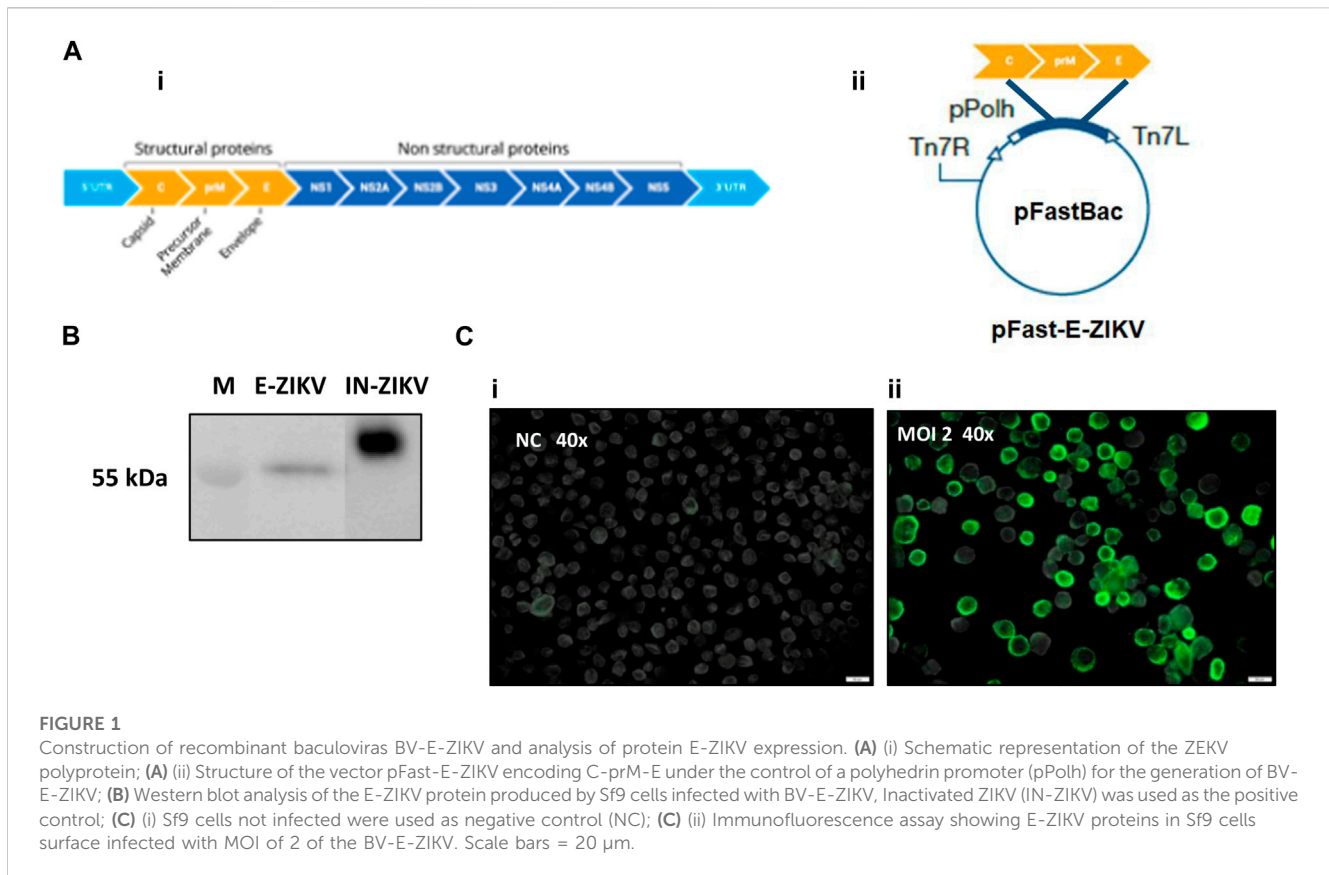 A
i
Structural proteins
Non structural proteins
5'UTR
C
prM
E
NS1
NS2A
NS2B
NS3
NS4A
NS4B
NS5
3'UTR
Capsid
Precursor
Membrane
Envelope
ii
C
prM
E
pPolh
Tn7R
Tn7L
pFastBac
pFast-E-ZIKV
B
M E-ZIKV IN-ZIKV
55 kDa
C
i
NC 40x
ii
MOI 2 40x
FIGURE 1
Construction of recombinant baculoviras BV-E-ZIKV and analysis of protein E-ZIKV expression. (A) (i) Schematic representation of the ZEKV
polyprotein; (A) (ii) Structure of the vector pFast-E-ZIKV encoding C-prM-E under the control of a polyhedrin promoter (pPolh) for the generation of BV-
E-ZIKV; (B) Western blot analysis of the E-ZIKV protein produced by Sf9 cells infected with BV-E-ZIKV, Inactivated ZIKV (IN-ZIKV) was used as the positive
control; (C) (i) Sf9 cells not infected were used as negative control (NC); (C) (ii) Immunofluorescence assay showing E-ZIKV proteins in Sf9 cells
surface infected with MOI of 2 of the BV-E-ZIKV. Scale bars = 20 μm.